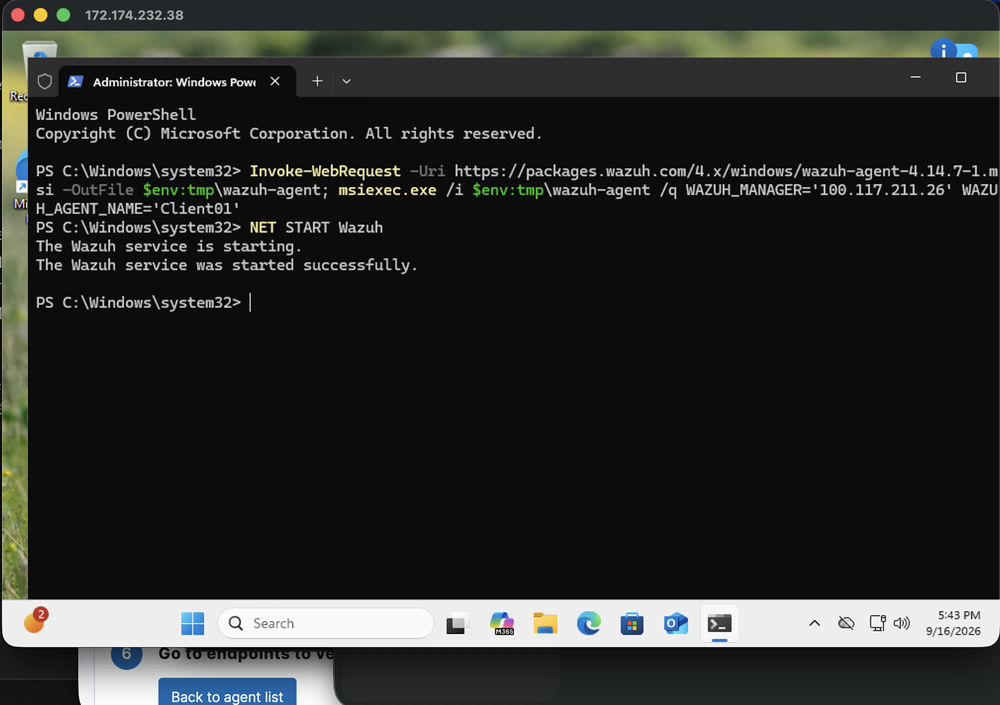 172.174.232.38
Administrator: Windows Powe
Windows PowerShell
Copyright (C) Microsoft Corporation. All rights reserved.
PS C:\Windows\system32> Invoke-WebRequest -Uri https://packages.wazuh.com/4.x/windows/wazuh-agent-4.14.7-1.m
si -OutFile $env:tmp\wazuh-agent; msiexec.exe /i $env:tmp\wazuh-agent /q WAZUH_MANAGER='100.117.211.26' WAZU
H_AGENT_NAME='Client01'
PS C:\Windows\system32> NET START Wazuh
The Wazuh service is starting.
The Wazuh service was started successfully.
PS C:\Windows\system32>
Rec
Mi
2
Search
M365
5:43 PM
9/16/2026
6 Go to endpoints to ve
Back to agent list